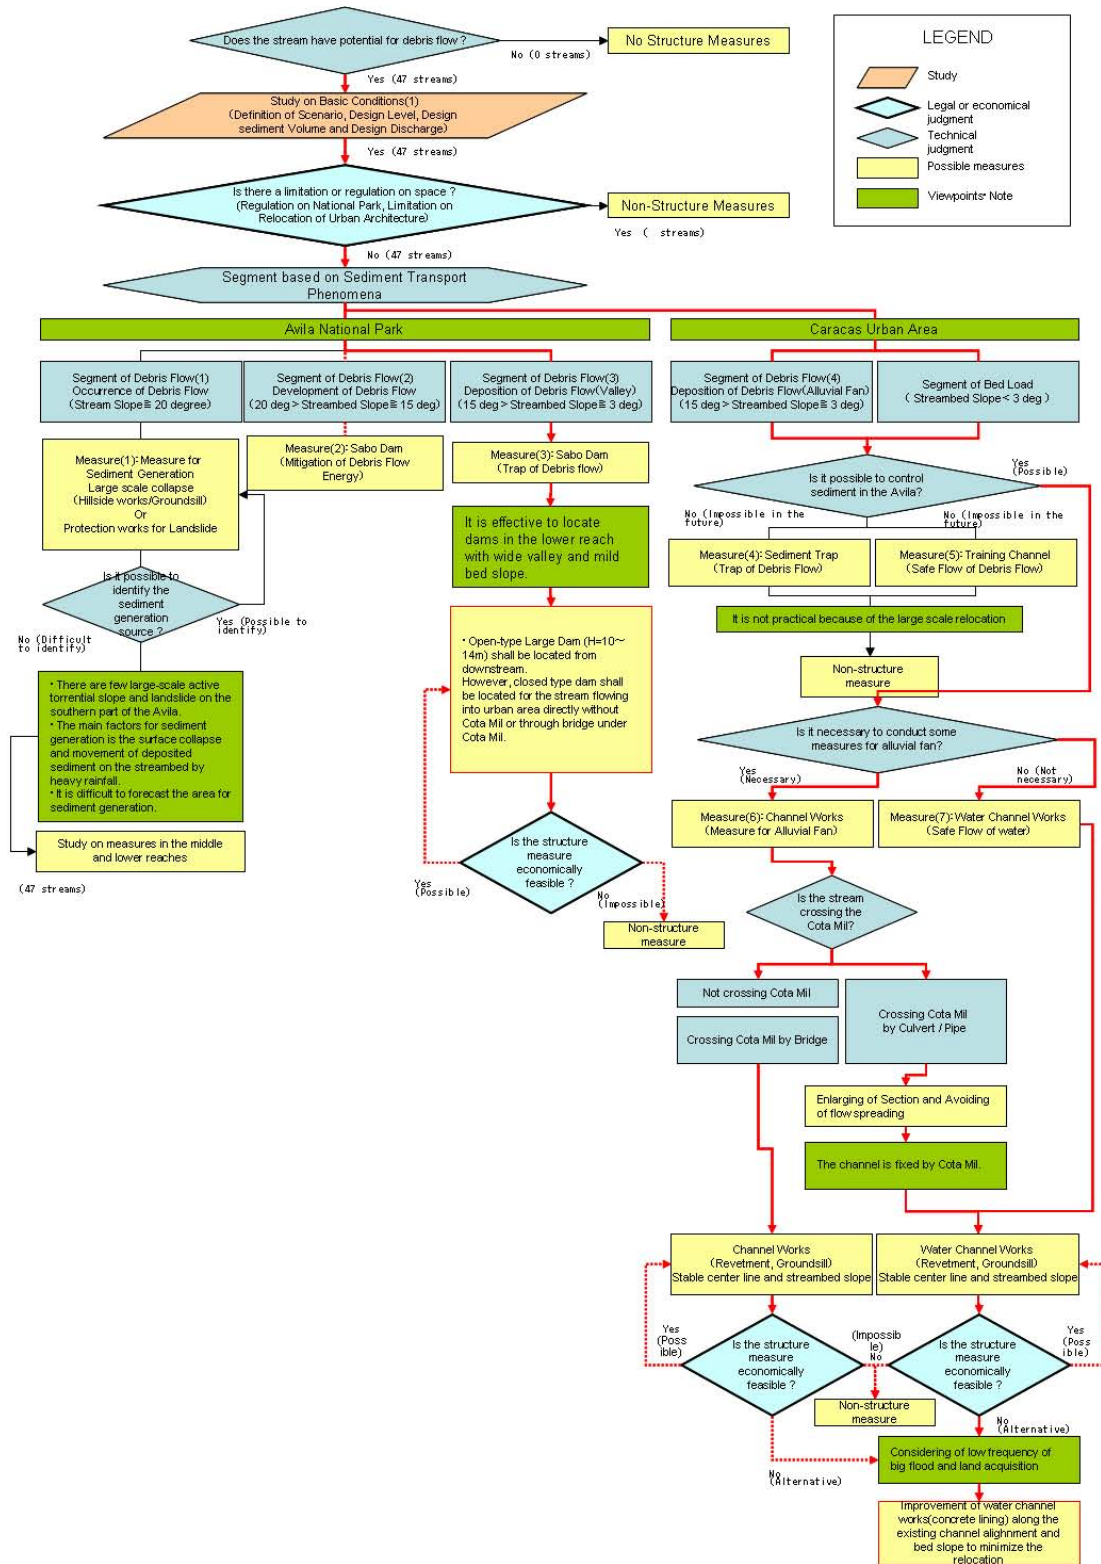 Does the stream have potential for debris flow ?
No (0 streams)
No Structure Measures
Yes (47 streams)
Study on Basic Conditions(1)
(Definition of Scenario, Design Level, Design
sediment Volume and Design Discharge)
Yes (47 streams)
Is there a limitation or regulation on space ?
(Regulation on National Park, Limitation on
Relocation of Urban Architecture)
Non-Structure Measures
Yes ( streams)
No (47 streams)
Segment based on Sediment Transport
Phenomena
LEGEND
Study
Legal or economical
judgment
Technical
judgment
Possible measures
Viewpoints・Note
Avila National Park
Caracas Urban Area
Segment of Debris Flow(1)
Occurrence of Debris Flow
(Stream Slope≧ 20 degree)
Segment of Debris Flow(2)
Development of Debris Flow
(20 deg > Streambed Slope≧ 15 deg)
Segment of Debris Flow(3)
Deposition of Debris Flow(Valley)
(15 deg > Streambed Slope≧ 3 deg)
Segment of Debris Flow(4)
Deposition of Debris Flow(Alluvial Fan)
(15 deg > Streambed Slope≧ 3 deg)
Segment of Bed Load
( Streambed Slope< 3 deg )
Measure(1): Measure for
Sediment Generation
Large scale collapse
(Hillside works/Groundsill)
Or
Protection works for Landslide
Measure(2): Sabo Dam
(Mitigation of Debris Flow
Energy)
Measure(3): Sabo Dam
(Trap of Debris flow)
Is it possible to control
sediment in the Avila?
Yes
(Possible)
No (Impossible in the
future)
No (Impossible in the
future)
It is effective to locate
dams in the lower reach
with wide valley and mild
bed slope.
Measure(4): Sediment Trap
(Trap of Debris Flow)
Measure(5): Training Channel
(Safe Flow of Debris Flow)
Is it possible to
identify the
sediment
generation
source ?
Yes (Possible to
identify)
No (Difficult
to identify)
It is not practical because of the large scale relocation
Non-structure
measure
・There are few large-scale active
torrential slope and landslide on the
southern part of the Avila.
・The main factors for sediment
generation is the surface collapse
and movement of deposited
sediment on the streambed by
heavy rainfall.
・It is difficult to forecast the area for
sediment generation.
・Open-type Large Dam (H=10～
14m) shall be located from
downstream.
However, closed type dam shall
be located for the stream flowing
into urban area directly without
Cota Mil or through bridge under
Cota Mil.
Is it necessary to conduct some
measures for alluvial fan?
Yes
(Necessary)
No (Not
necessary)
Study on measures in the middle
and lower reaches
(47 streams)
Measure(6): Channel Works
(Measure for Alluvial Fan)
Measure(7): Water Channel Works
(Safe Flow of water)
Is the structure
measure
economically
feasible ?
Yes
(Possible)
No
(Impossible)
Non-structure
measure
Is the stream
crossing the
Cota Mil?
Not crossing Cota Mil
Crossing Cota Mil by Bridge
Crossing Cota Mil
by Culvert / Pipe
Enlarging of Section and Avoiding
of flow spreading
The channel is fixed by Cota Mil.
Channel Works
(Revetment, Groundsill)
Stable center line and streambed slope
Water Channel Works
(Revetment, Groundsill)
Stable center line and streambed slope
Yes
(Poss
ible)
Is the structure
measure
economically
feasible ?
(Impossib
le)
No
Is the structure
measure
economically
feasible ?
Yes
(Poss
ible)
Non-structure
measure
No
(Alternative)
No
(Alternative)
Considering of low frequency of
big flood and land acquisition
Improvement of water channel
works(concrete lining) along the
existing channel alighnment and
bed slope to minimize the
relocation